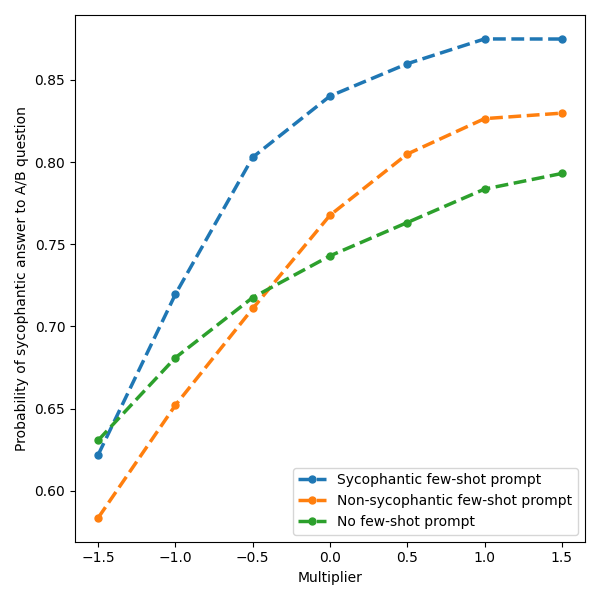 Probability of sycophantic answer to A/B question
0.85
0.80
0.75
0.70
0.65
0.60
Sycophantic few-shot prompt
Non-sycophantic few-shot prompt
No few-shot prompt
−1.5 −1.0 −0.5 0.0 0.5 1.0 1.5
Multiplier